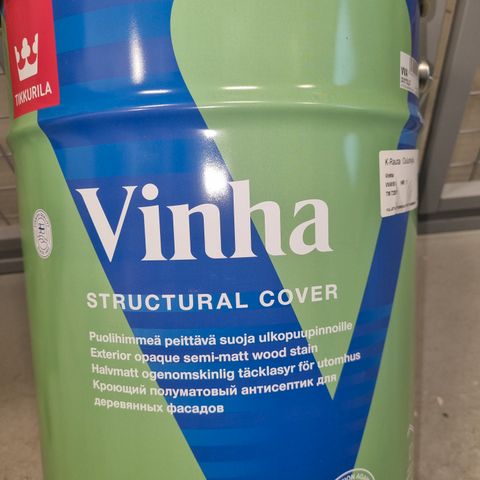 TIKKURILA
Vinha
STRUCTURAL COVER
Puolihimmeä peittävä suoja ulkopuupinnoille
Exterior opaque semi-matt wood stain
Halvmatt ogenomskinlig täcklasyr för utomhus
Кроющий полуматовый антисептик для
деревянных фасадов
K-Rauta